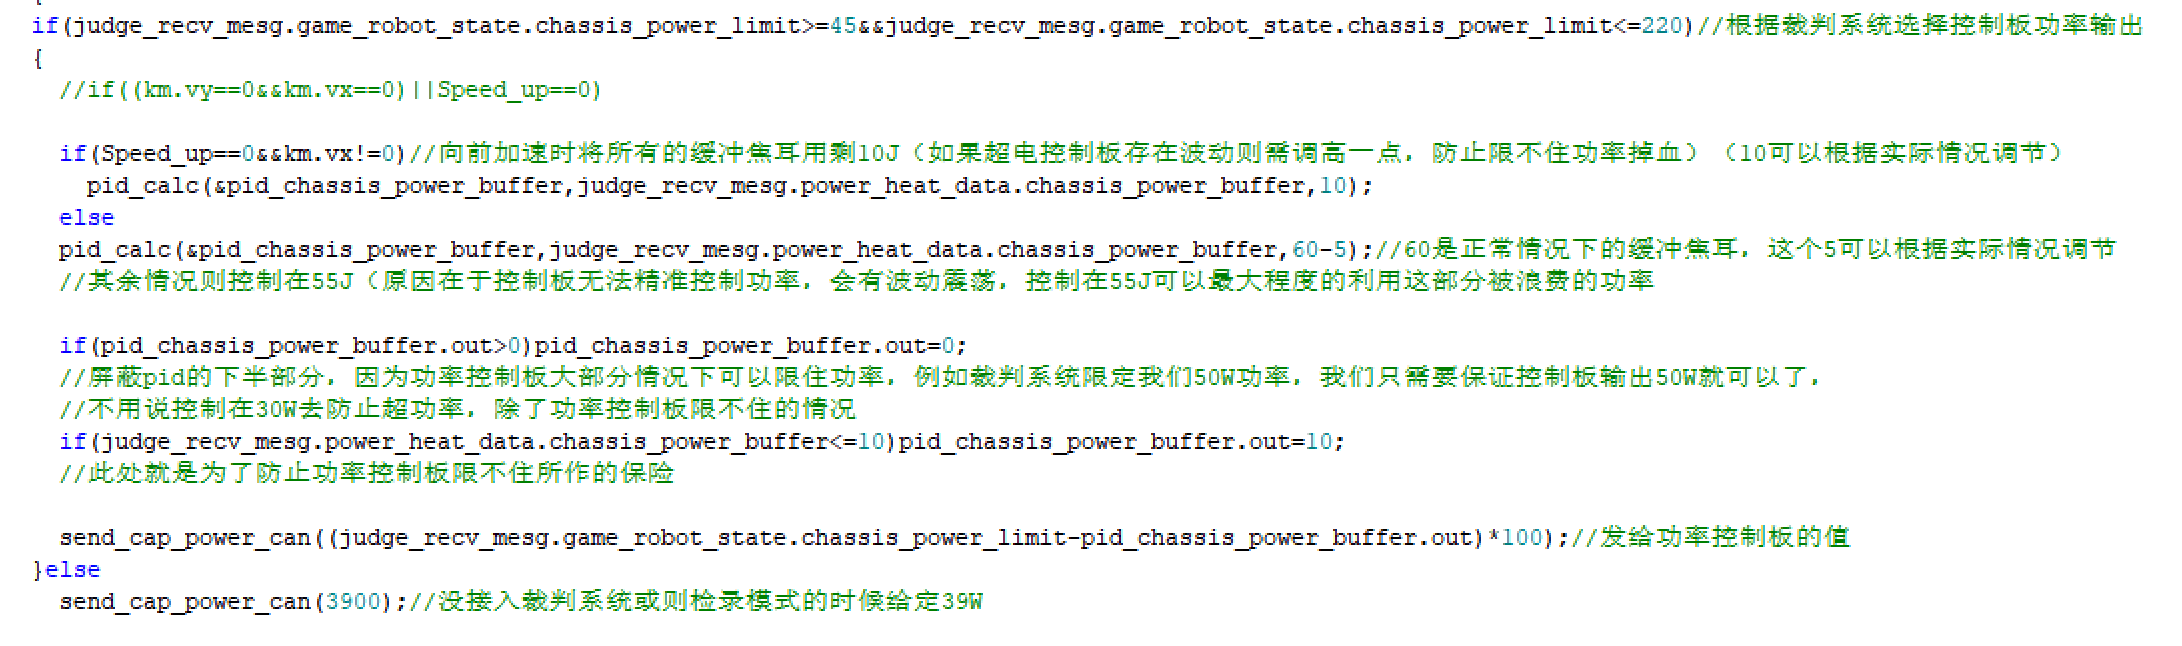 {
if(judge_recv_mesg.game_robot_state.chassis_power_limit>=45&&judge_recv_mesg.game_robot_state.chassis_power_limit<=220)//根据裁判系统选择控制板功率输出
{
//if((km.vy==0&&km.vx==0)||Speed_up==0)
if(Speed_up==0&&km.vx!=0)//向前加速时将所有的缓冲焦耳用剩10J（如果超电控制板存在波动则需调高一点，防止限不住功率掉血）（10可以根据实际情况调节）
pid_calc(&pid_chassis_power_buffer,judge_recv_mesg.power_heat_data.chassis_power_buffer,10);
else
pid_calc(&pid_chassis_power_buffer,judge_recv_mesg.power_heat_data.chassis_power_buffer,60-5);//60是正常情况下的缓冲焦耳，这个5可以根据实际情况调节
//其余情况则控制在55J（原因在于控制板无法精准控制功率，会有波动震荡，控制在55J可以最大程度的利用这部分被浪费的功率
if(pid_chassis_power_buffer.out>0)pid_chassis_power_buffer.out=0;
//屏蔽pid的下半部分，因为功率控制板大部分情况下可以限住功率，例如裁判系统限定我们50W功率，我们只需要保证控制板输出50W就可以了，
//不用说控制在30W去防止超功率，除了功率控制板限不住的情况
if(judge_recv_mesg.power_heat_data.chassis_power_buffer<=10)pid_chassis_power_buffer.out=10;
//此处就是为了防止功率控制板限不住所作的保险
send_cap_power_can((judge_recv_mesg.game_robot_state.chassis_power_limit-pid_chassis_power_buffer.out)*100);//发给功率控制板的值
}else
send_cap_power_can(3900);//没接入裁判系统或则检录模式的时候给定39W